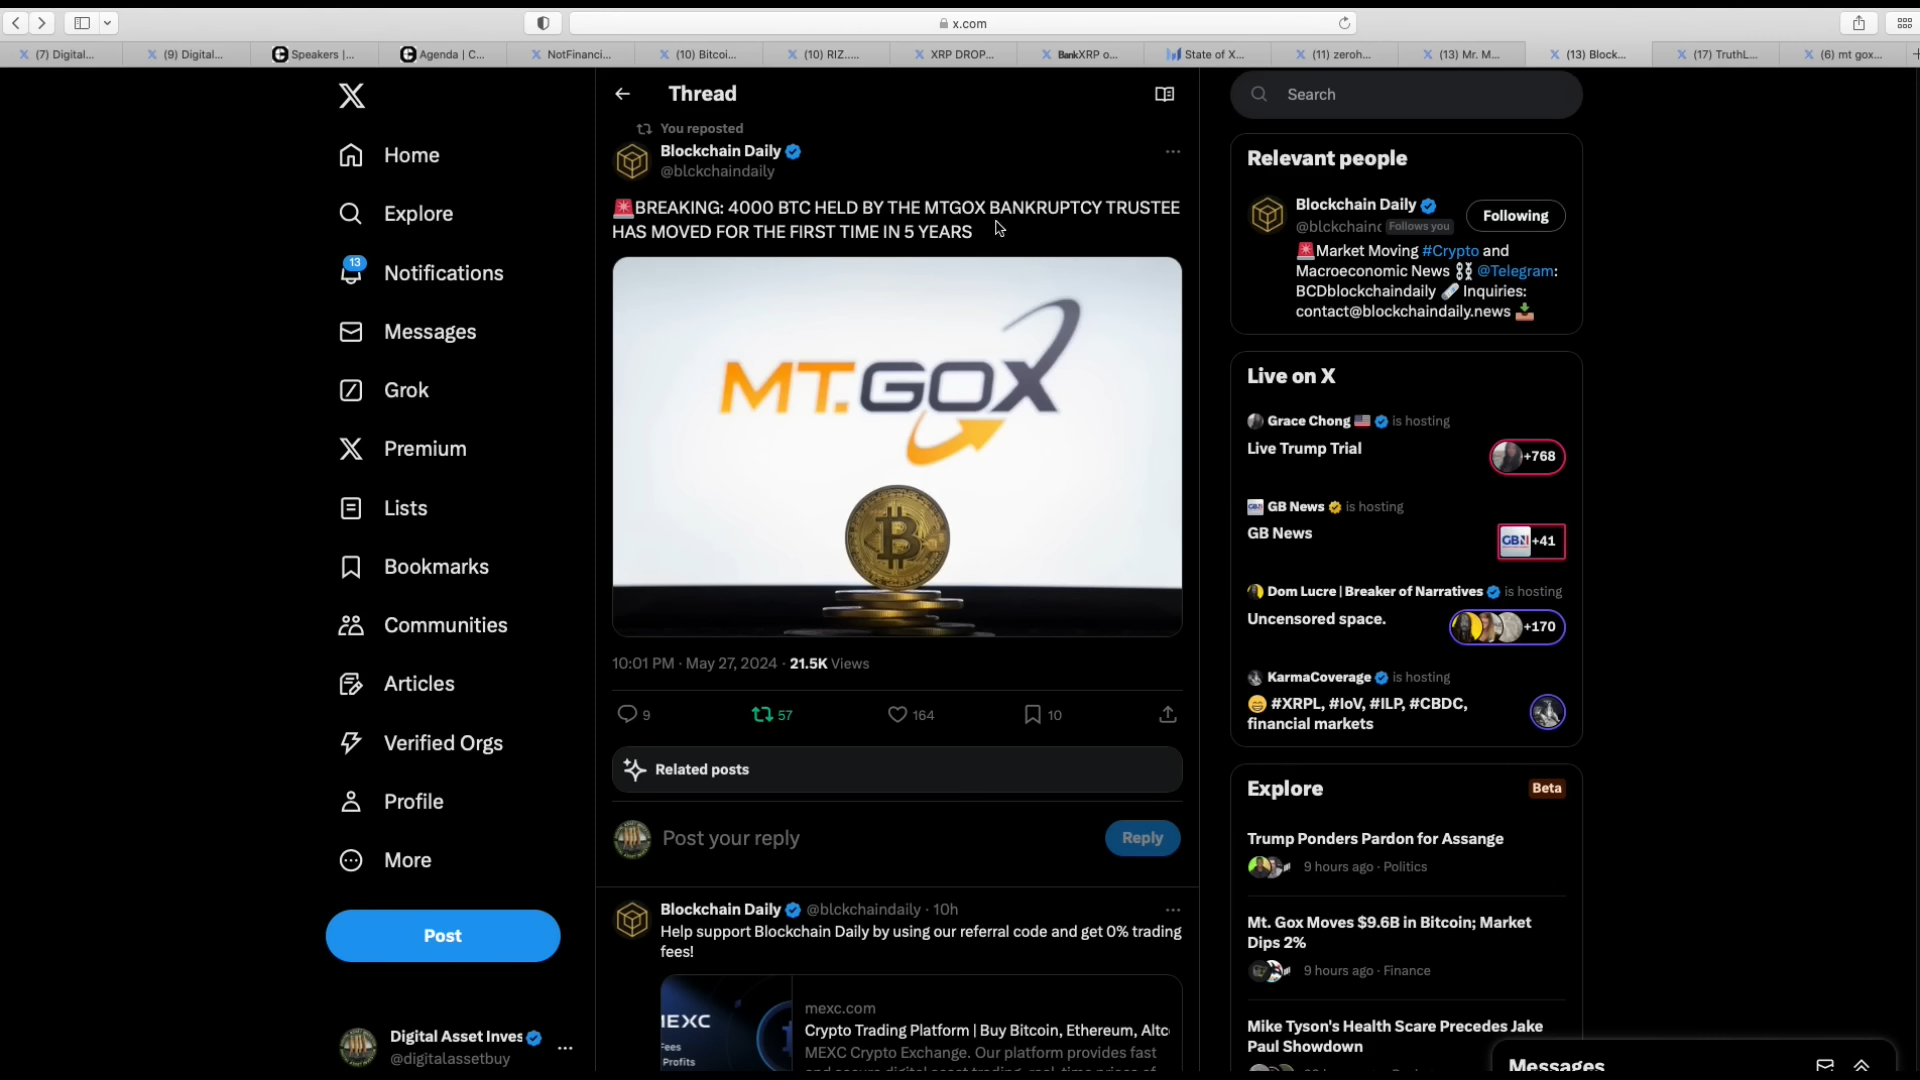 x.com
(7) Digital...
(9) Digital...
Speakers |...
Agenda | C...
NotFinanci...
(10) Bitcoi...
(10) RIZ.....
XRP DROP...
BankXRP o...
State of X...
(11) zeroh...
(13) Mr. M...
(13) Block...
(17) TruthL...
(6) mt gox...
Home
Explore
13
Notifications
Messages
Grok
Premium
Lists
Bookmarks
Communities
Articles
Verified Orgs
Profile
More
Post
Digital Asset Inves
@digitalassetbuy
Thread
You reposted
Blockchain Daily
@blckchaindaily
🚨BREAKING: 4000 BTC HELD BY THE MTGOX BANKRUPTCY TRUSTEE
HAS MOVED FOR THE FIRST TIME IN 5 YEARS
MT.GOX
10:01 PM · May 27, 2024 · 21.5K Views
9
57
164
10
Related posts
Post your reply
Reply
Blockchain Daily @blckchaindaily · 10h
Help support Blockchain Daily by using our referral code and get 0% trading
fees!
mexc.com
Crypto Trading Platform | Buy Bitcoin, Ethereum, Altc
MEXC Crypto Exchange. Our platform provides fast
Fees
Profits
Search
Relevant people
Blockchain Daily
@blckchainc Follows you
Following
🚨Market Moving #Crypto and
Macroeconomic News ⛓️ @Telegram:
BCDblockchaindaily 🗞️ Inquiries:
contact@blockchaindaily.news 📥
Live on X
Grace Chong 🇺🇸 is hosting
Live Trump Trial
+768
GB News is hosting
GB News
GBN +41
Dom Lucre | Breaker of Narratives is hosting
Uncensored space.
+170
KarmaCoverage is hosting
😁 #XRPL, #IoV, #ILP, #CBDC,
financial markets
Explore
Beta
Trump Ponders Pardon for Assange
9 hours ago · Politics
Mt. Gox Moves $9.6B in Bitcoin; Market
Dips 2%
9 hours ago · Finance
Mike Tyson's Health Scare Precedes Jake
Paul Showdown
Messages